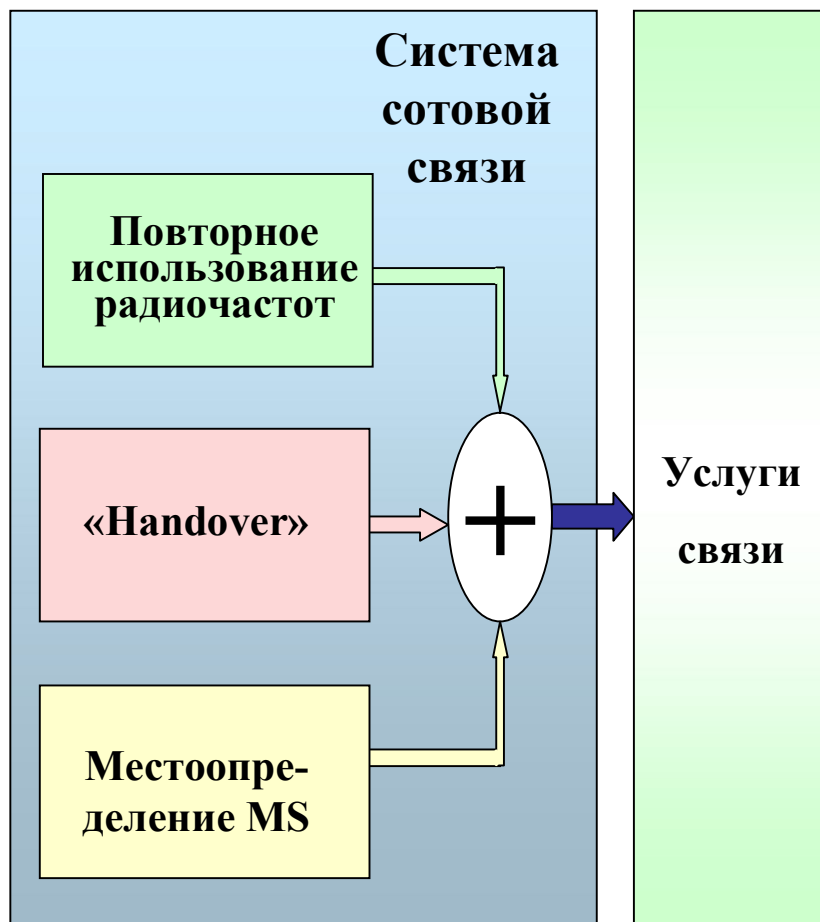 Система
сотовой
связи
Повторное
использование
радиочастот
«Handover»
Местоопре-
деление MS
+
Услуги
связи